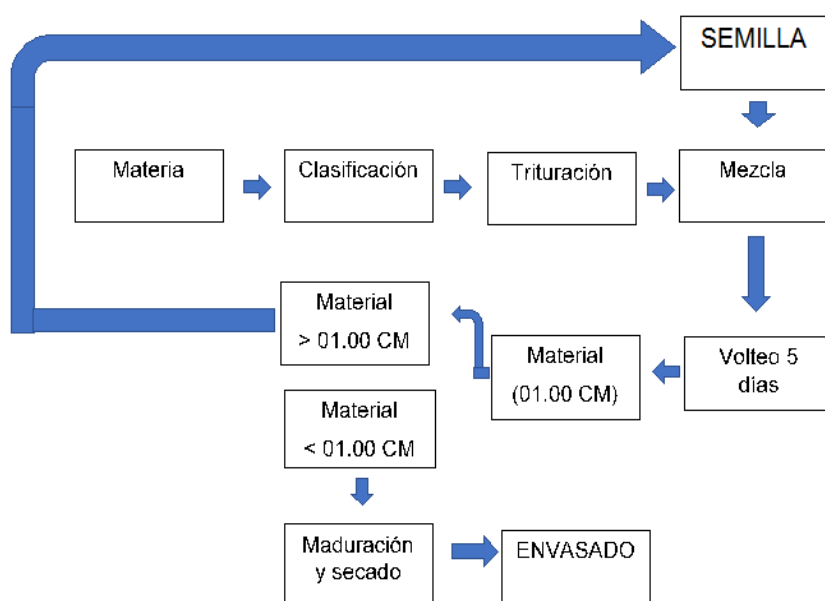 SEMILLA
Materia
Clasificación
Trituración
Mezcla
Material
> 01.00 CM
Material
(01.00 CM)
Volteo 5
días
Material
< 01.00 CM
Maduración
y secado
ENVASADO